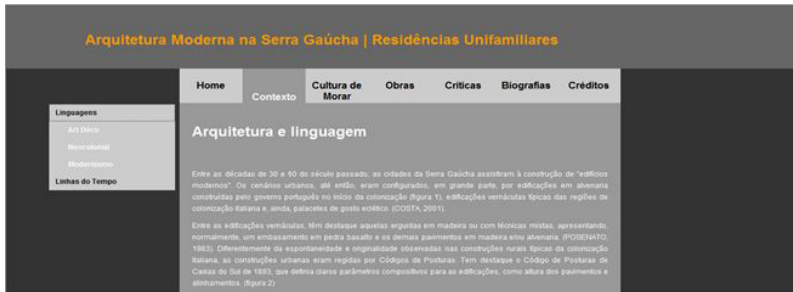 Arquitetura Moderna na Serra Gaúcha | Residências Unifamiliares
Home
Contexto
Cultura de
Morar
Obras
Críticas
Biografias
Créditos
Linguagens
Art Déco
Neocolonial
Modernismo
Linhas do Tempo
Arquitetura e linguagem
Entre as décadas de 30 e 60 do século passado, as cidades da Serra Gaúcha assistiram à construção de "edifícios
modernos". Os cenários urbanos, até então, eram configurados, em grande parte, por edificações em alvenaria
construídas pelo governo português no início da colonização (figura 1), edificações vernáculas típicas das regiões de
colonização italiana e, ainda, palacetes de gosto eclético. (COSTA, 2001).
Entre as edificações vernáculas, têm destaque aquelas erguidas em madeira ou com técnicas mistas, apresentando,
normalmente, um embasamento em pedra basalto e os demais pavimentos em madeira e/ou alvenaria. (POSENATO,
1983). Diferentemente da espontaneidade e originalidade observadas nas construções rurais típicas da colonização
italiana, as construções urbanas eram regidas por Códigos de Posturas. Tem destaque o Código de Posturas de
Caxias do Sul de 1893, que definia claros parâmetros compositivos para as edificações, como altura dos pavimentos e
alinhamentos. (figura 2)